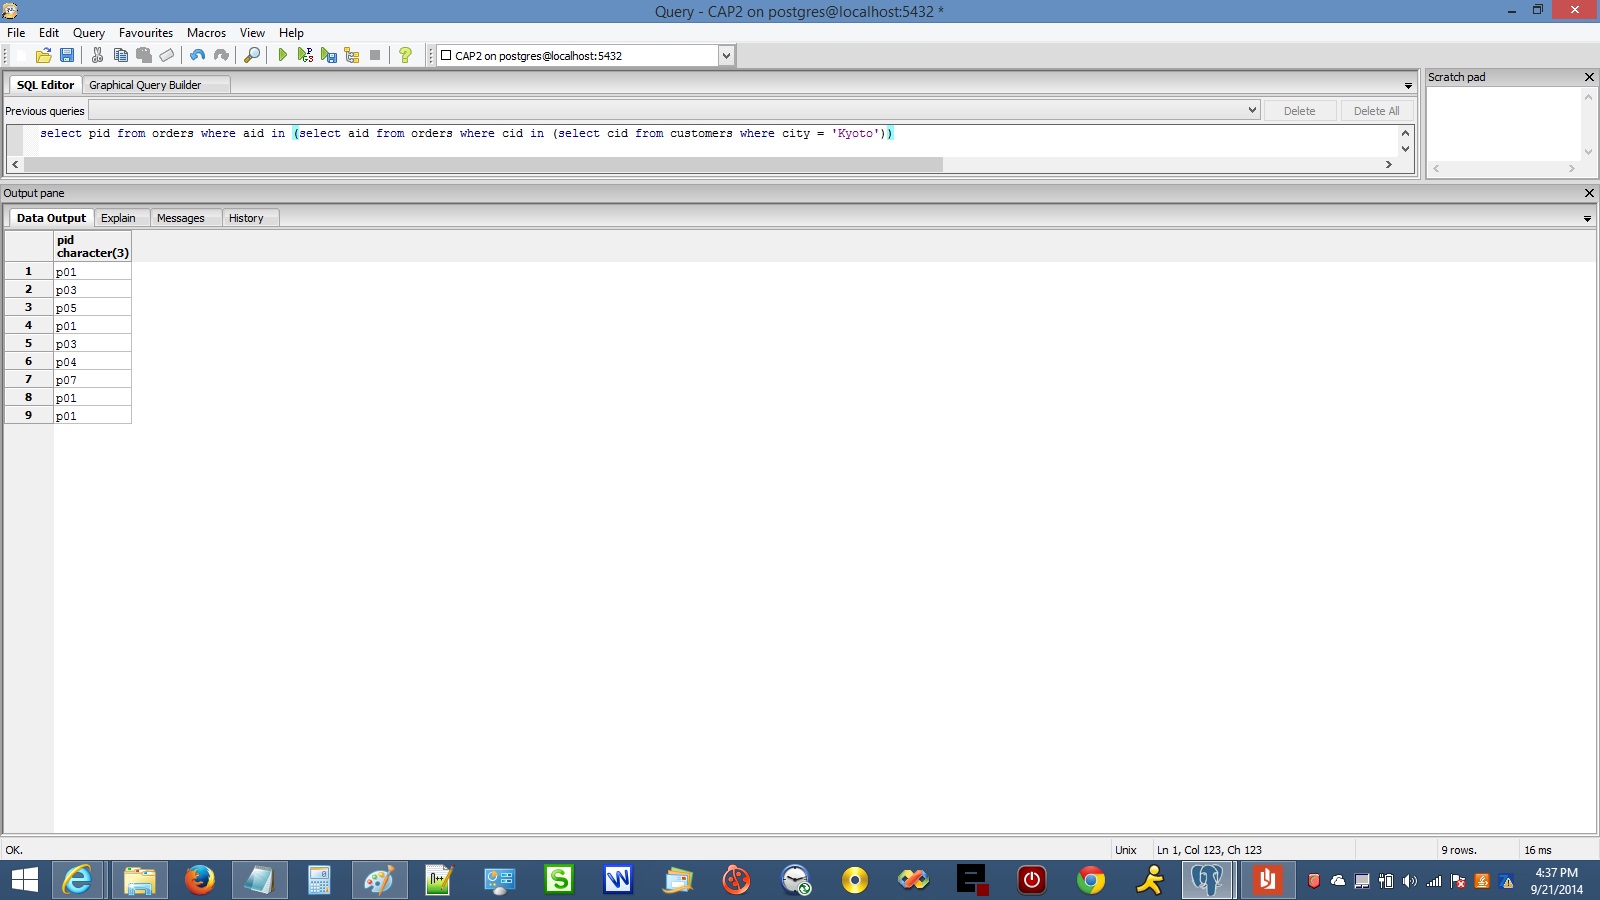 Query - CAP2 on postgres@localhost:5432 *
File Edit Query Favourites Macros View Help
CAP2 on postgres@localhost:5432
SQL Editor Graphical Query Builder
Scratch pad
Previous queries Delete Delete All
select pid from orders where aid in (select aid from orders where cid in (select cid from customers where city = 'Kyoto'))
Output pane
Data Output Explain Messages History
pid
character(3)
1 p01
2 p03
3 p05
4 p01
5 p03
6 p04
7 p07
8 p01
9 p01
OK. Unix Ln 1, Col 123, Ch 123 9 rows. 16 ms
4:37 PM
9/21/2014